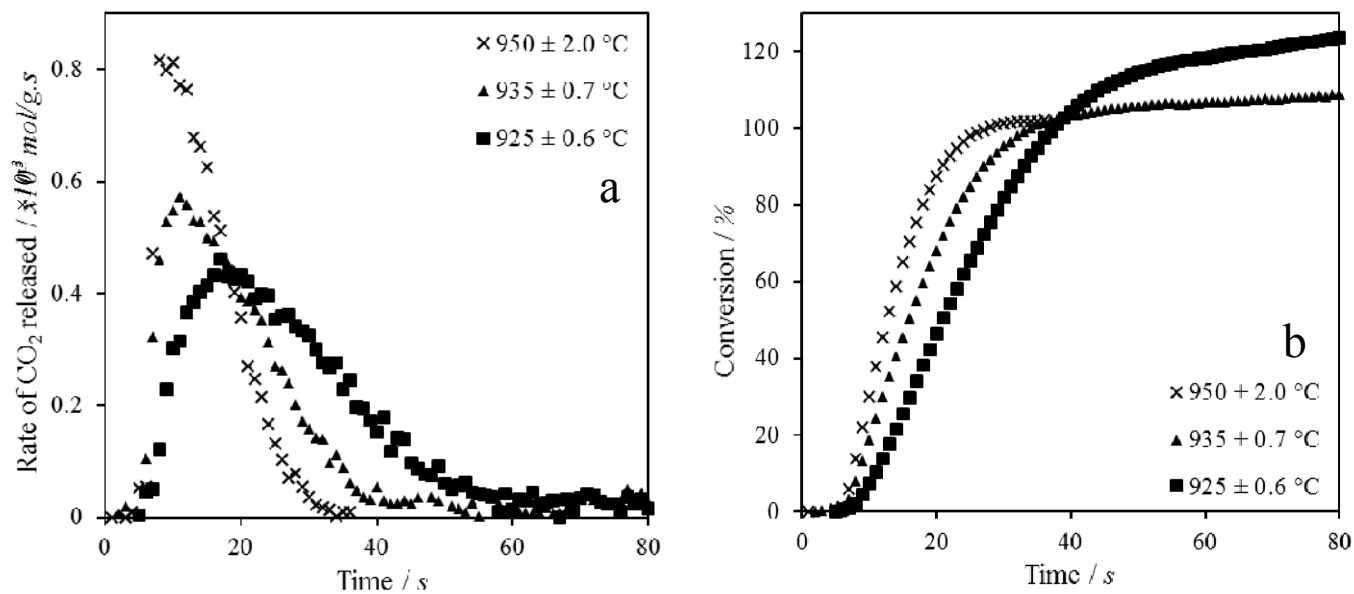 Rate of CO2 released / x10-3 mol/g.s
0.8
0.6
0.4
0.2
0
950 ± 2.0 °C
935 ± 0.7 °C
925 ± 0.6 °C
a
0 20 40 60 80
Time / s
Conversion / %
120
100
80
60
40
20
0
b
950 + 2.0 °C
935 + 0.7 °C
925 ± 0.6 °C
0 20 40 60 80
Time / s